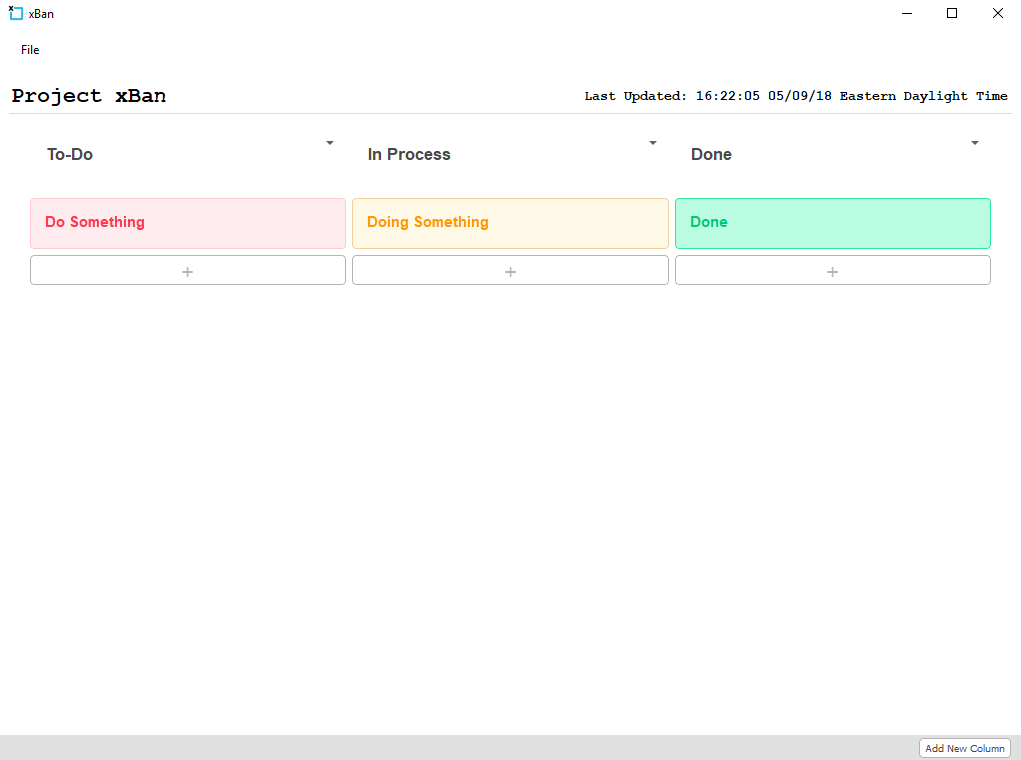 xBan
File
Project xBan
Last Updated: 16:22:05 05/09/18 Eastern Daylight Time
To-Do
In Process
Done
Do Something
Doing Something
Done
+
+
+
Add New Column